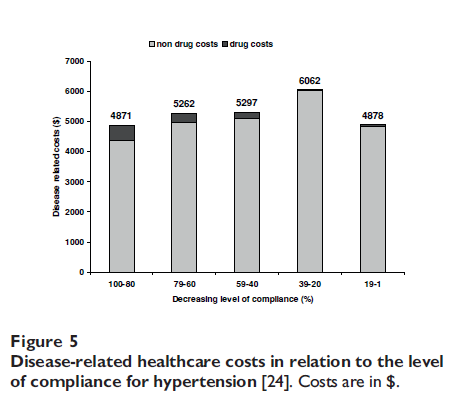 non drug costs drug costs
7000
6000
5000
4000
3000
2000
1000
0
Disease related costs ($)
4871
5262
5297
6062
4878
100-80 79-60 59-40 39-20 19-1
Decreasing level of compliance (%)
Figure 5
Disease-related healthcare costs in relation to the level
of compliance for hypertension [24]. Costs are in $.